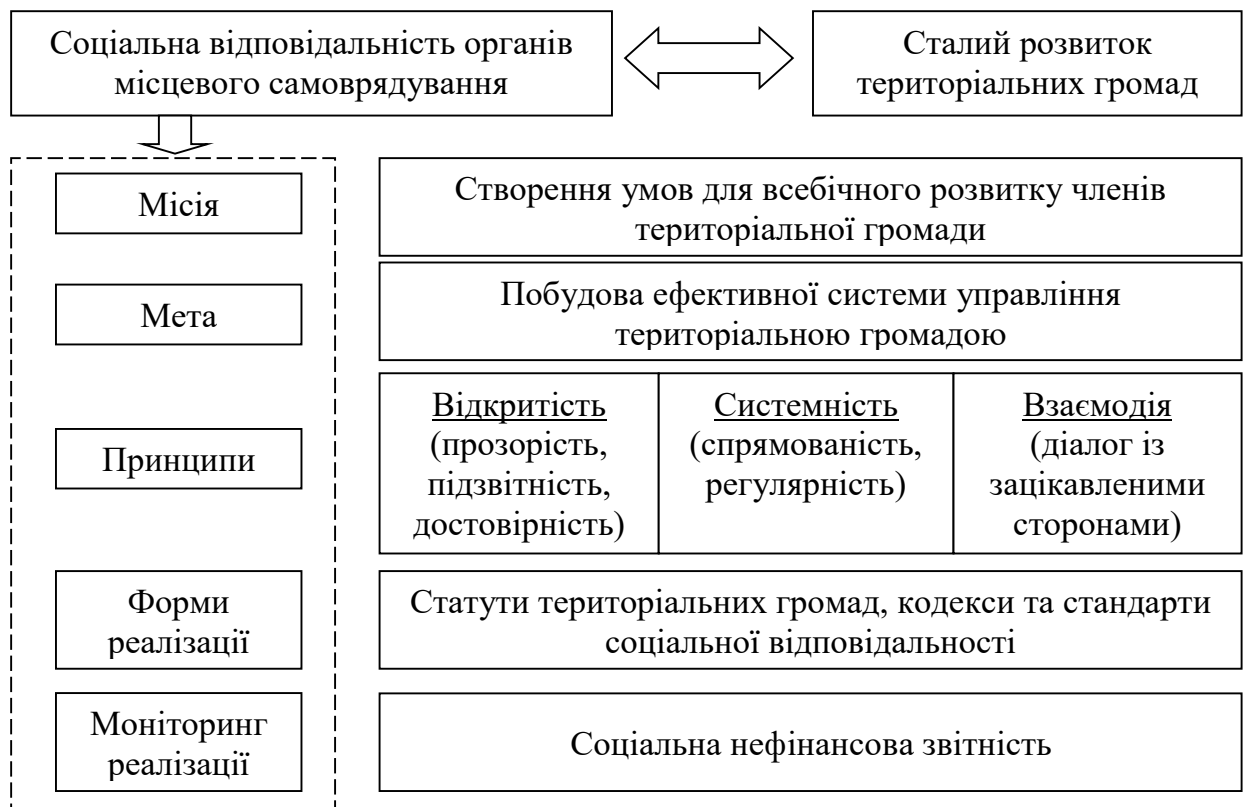 Соціальна відповідальність органів
місцевого самоврядування
Сталий розвиток
територіальних громад
Місія
Створення умов для всебічного розвитку членів
територіальної громади
Мета
Побудова ефективної системи управління
територіальною громадою
Принципи
Відкритість
(прозорість,
підзвітність,
достовірність)
Системність
(спрямованість,
регулярність)
Взаємодія
(діалог із
зацікавленими
сторонами)
Форми
реалізації
Статути територіальних громад, кодекси та стандарти
соціальної відповідальності
Моніторинг
реалізації
Соціальна нефінансова звітність